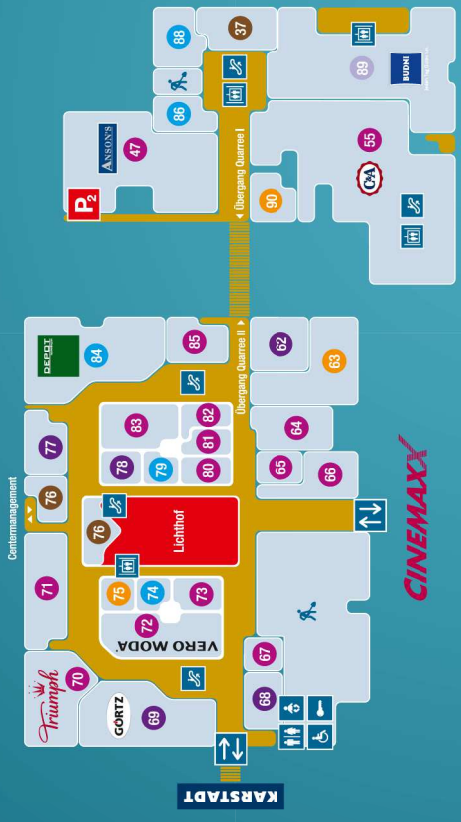 88
37
86
ANSON'S
47
P2
89
BUDNI
55
C&A
90
◄ Übergang Quarree I
Übergang Quarree II ►
DEPOT
84
85
62
63
77
83
82
64
Centermanagement
76
78
79
81
80
65
66
76
Lichthof
CINEMAXX
71
75
74
73
72
VERO MODA
Triumph
70
GÖRTZ
69
67
68
KARSTADT